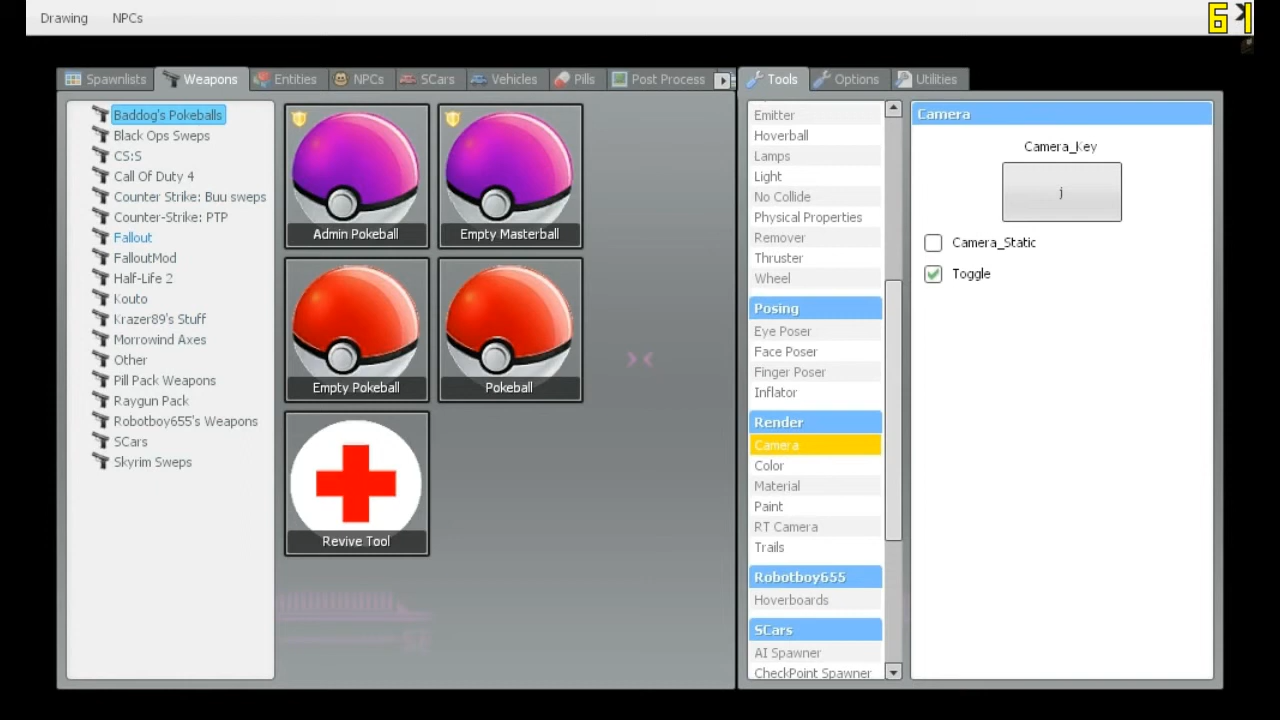 Drawing NPCs
61
Spawnlists Weapons Entities NPCs SCars Vehicles Pills Post Process
Tools Options Utilities
Baddog's Pokeballs
Black Ops Sweps
CS:S
Call Of Duty 4
Counter Strike: Buu sweps
Counter-Strike: PTP
Fallout
FalloutMod
Half-Life 2
Kouto
Krazer89's Stuff
Morrowind Axes
Other
Pill Pack Weapons
Raygun Pack
Robotboy655's Weapons
SCars
Skyrim Sweps
Admin Pokeball
Empty Masterball
Empty Pokeball
Pokeball
Revive Tool
Emitter
Hoverball
Lamps
Light
No Collide
Physical Properties
Remover
Thruster
Wheel
Posing
Eye Poser
Face Poser
Finger Poser
Inflator
Render
Camera
Color
Material
Paint
RT Camera
Trails
Robotboy655
Hoverboards
SCars
AI Spawner
CheckPoint Spawner
Camera
Camera_Key
j
Camera_Static
Toggle